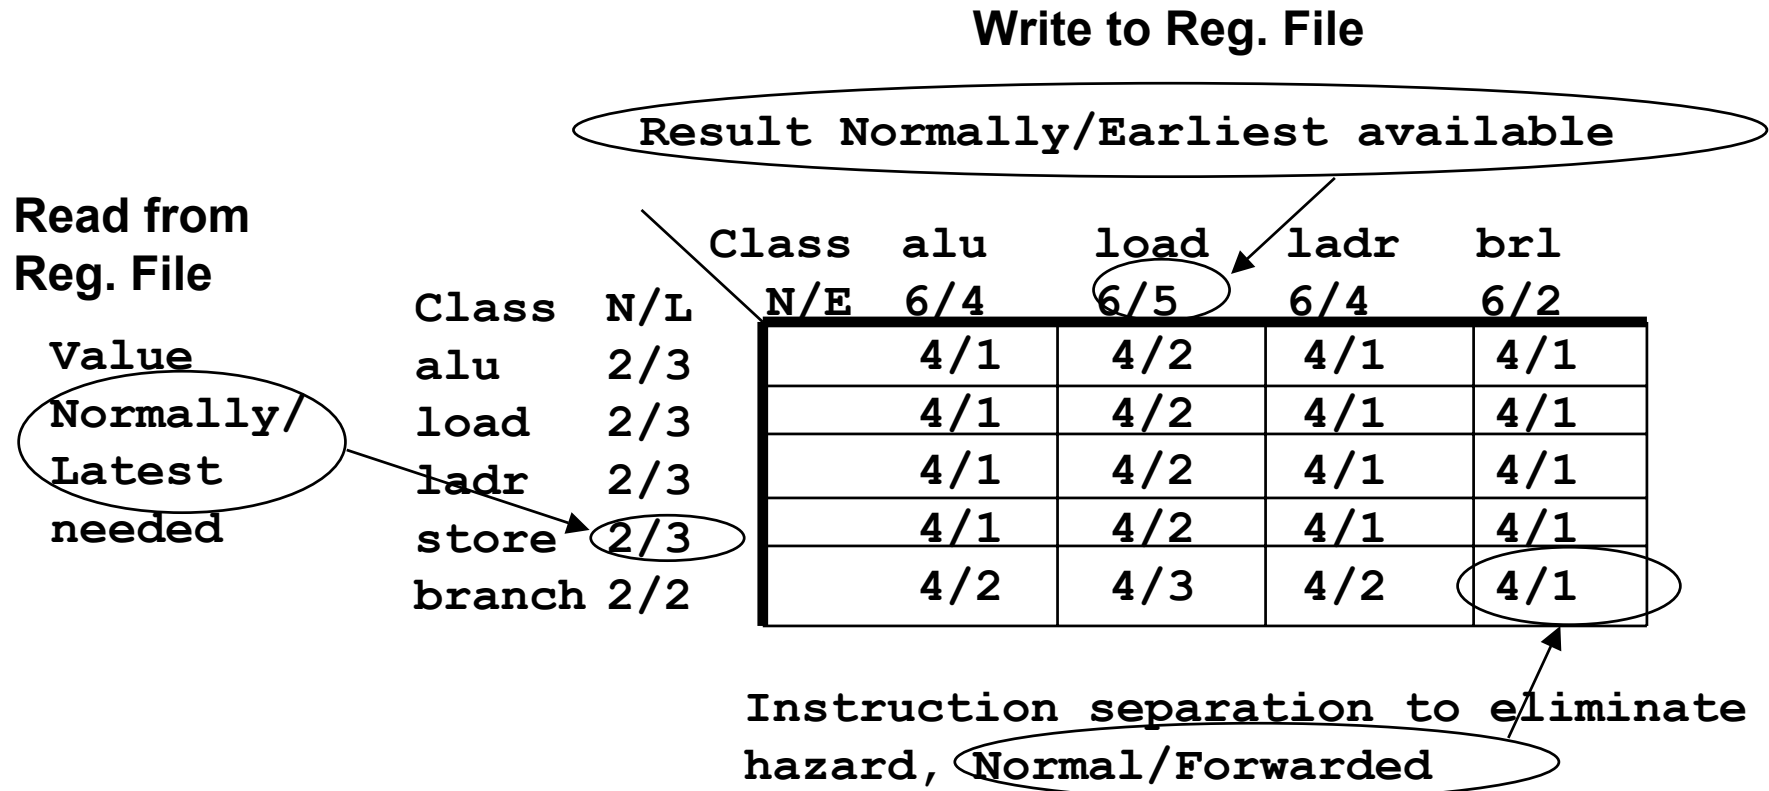 Write to Reg. File
Result Normally/Earliest available
Read from
Reg. File
Class alu load ladr brl
Class N/L N/E 6/4 6/5 6/4 6/2
Value
Normally/
Latest
needed
alu 2/3 4/1 4/2 4/1 4/1
load 2/3 4/1 4/2 4/1 4/1
ladr 2/3 4/1 4/2 4/1 4/1
store 2/3 4/1 4/2 4/1 4/1
branch 2/2 4/2 4/3 4/2 4/1
Instruction separation to eliminate
hazard, Normal/Forwarded